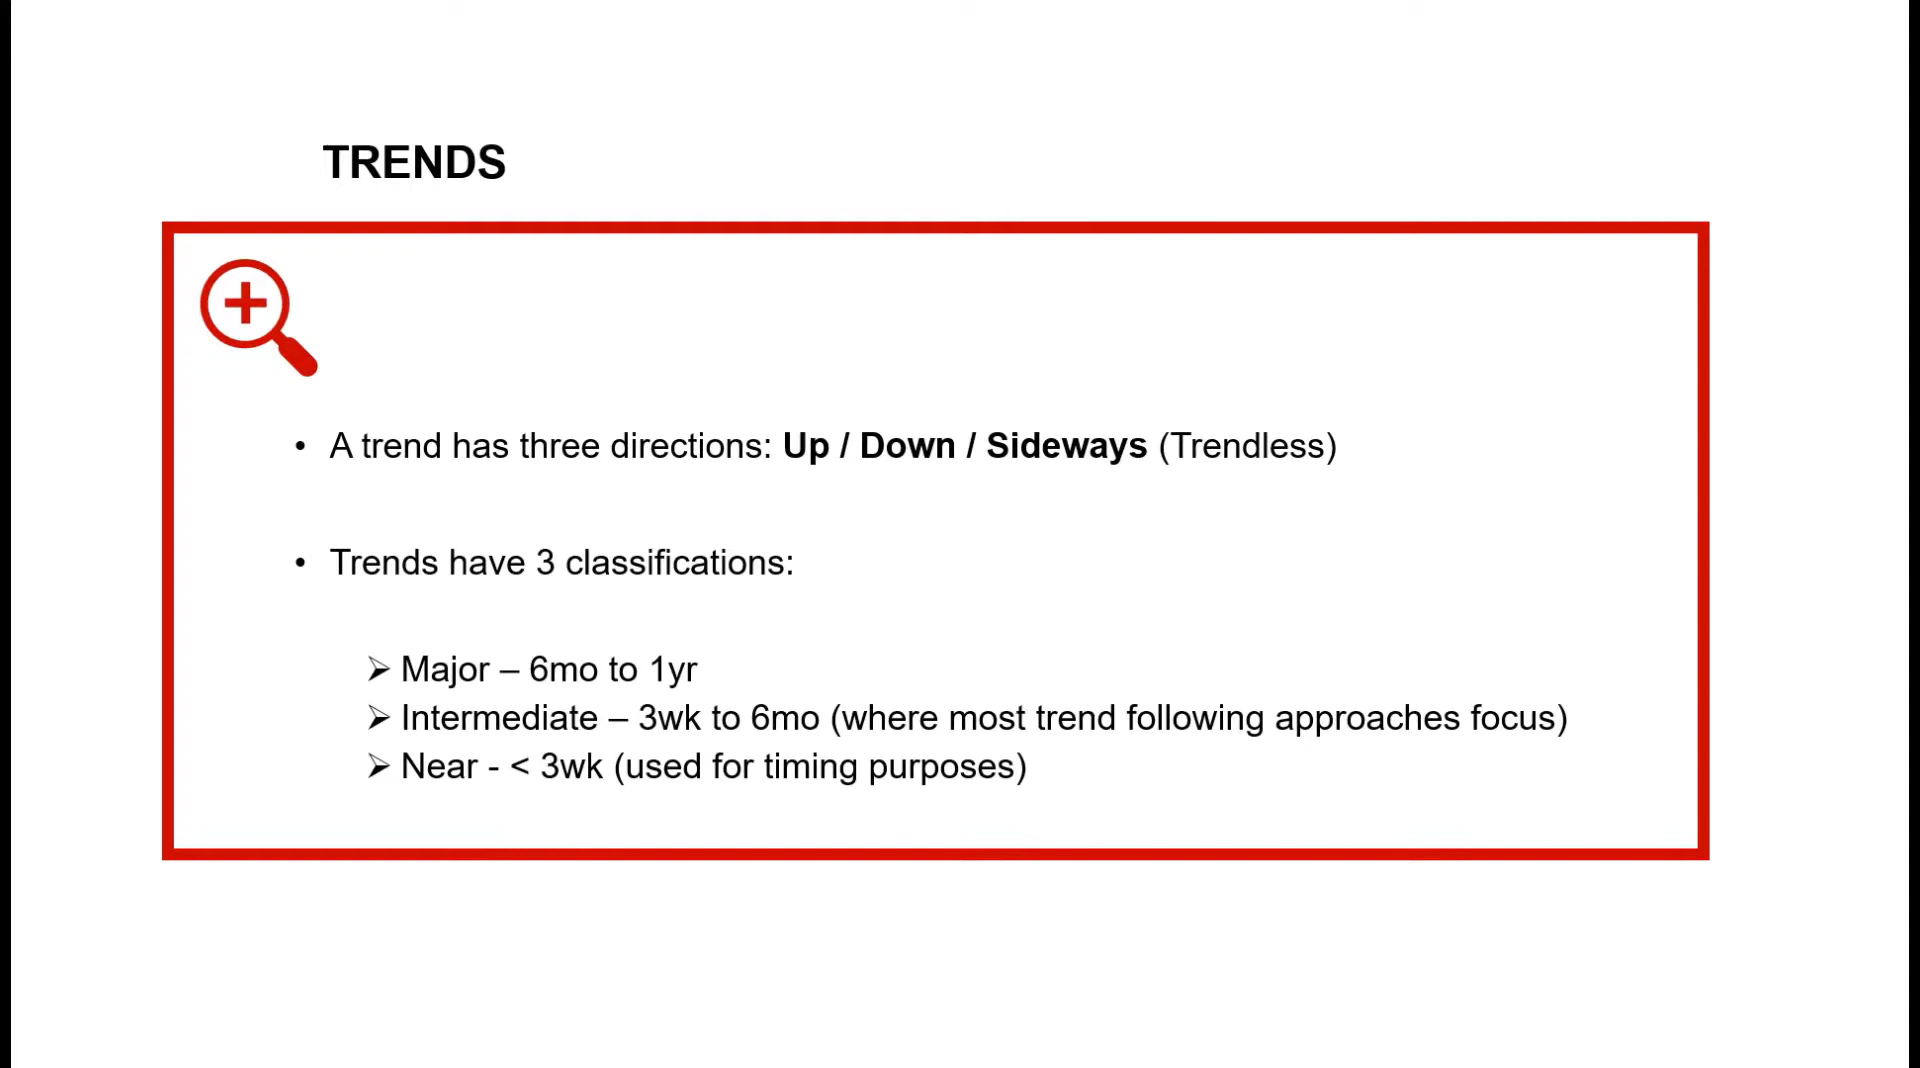 TRENDS
• A trend has three directions: Up / Down / Sideways (Trendless)
• Trends have 3 classifications:
➢ Major – 6mo to 1yr
➢ Intermediate – 3wk to 6mo (where most trend following approaches focus)
➢ Near - < 3wk (used for timing purposes)